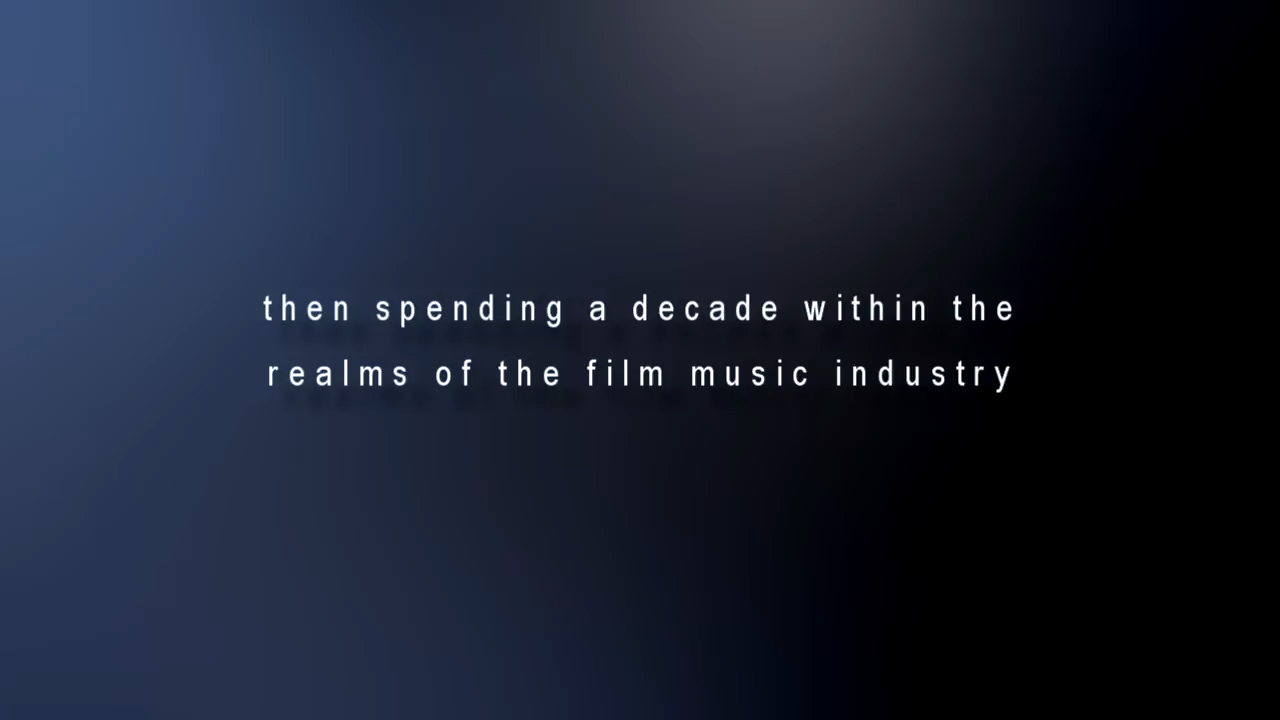 then spending a decade within the
realms of the film music industry